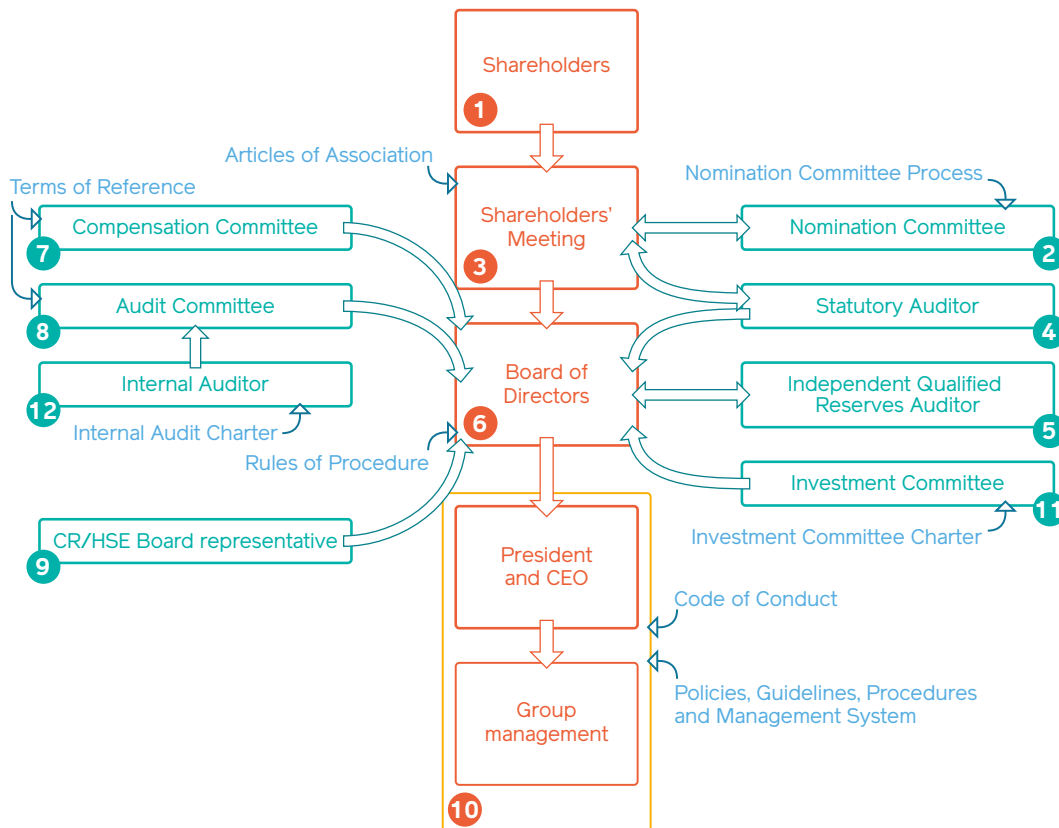 Shareholders
1
Articles of Association
Nomination Committee Process
Terms of Reference
Compensation Committee
7
Shareholders’
Meeting
3
Nomination Committee
2
Audit Committee
8
Statutory Auditor
4
Internal Auditor
12
Board of
Directors
6
Independent Qualified
Reserves Auditor
5
Internal Audit Charter
Rules of Procedure
Investment Committee
11
CR/HSE Board representative
9
Investment Committee Charter
President
and CEO
Code of Conduct
Policies, Guidelines, Procedures
and Management System
Group
management
10